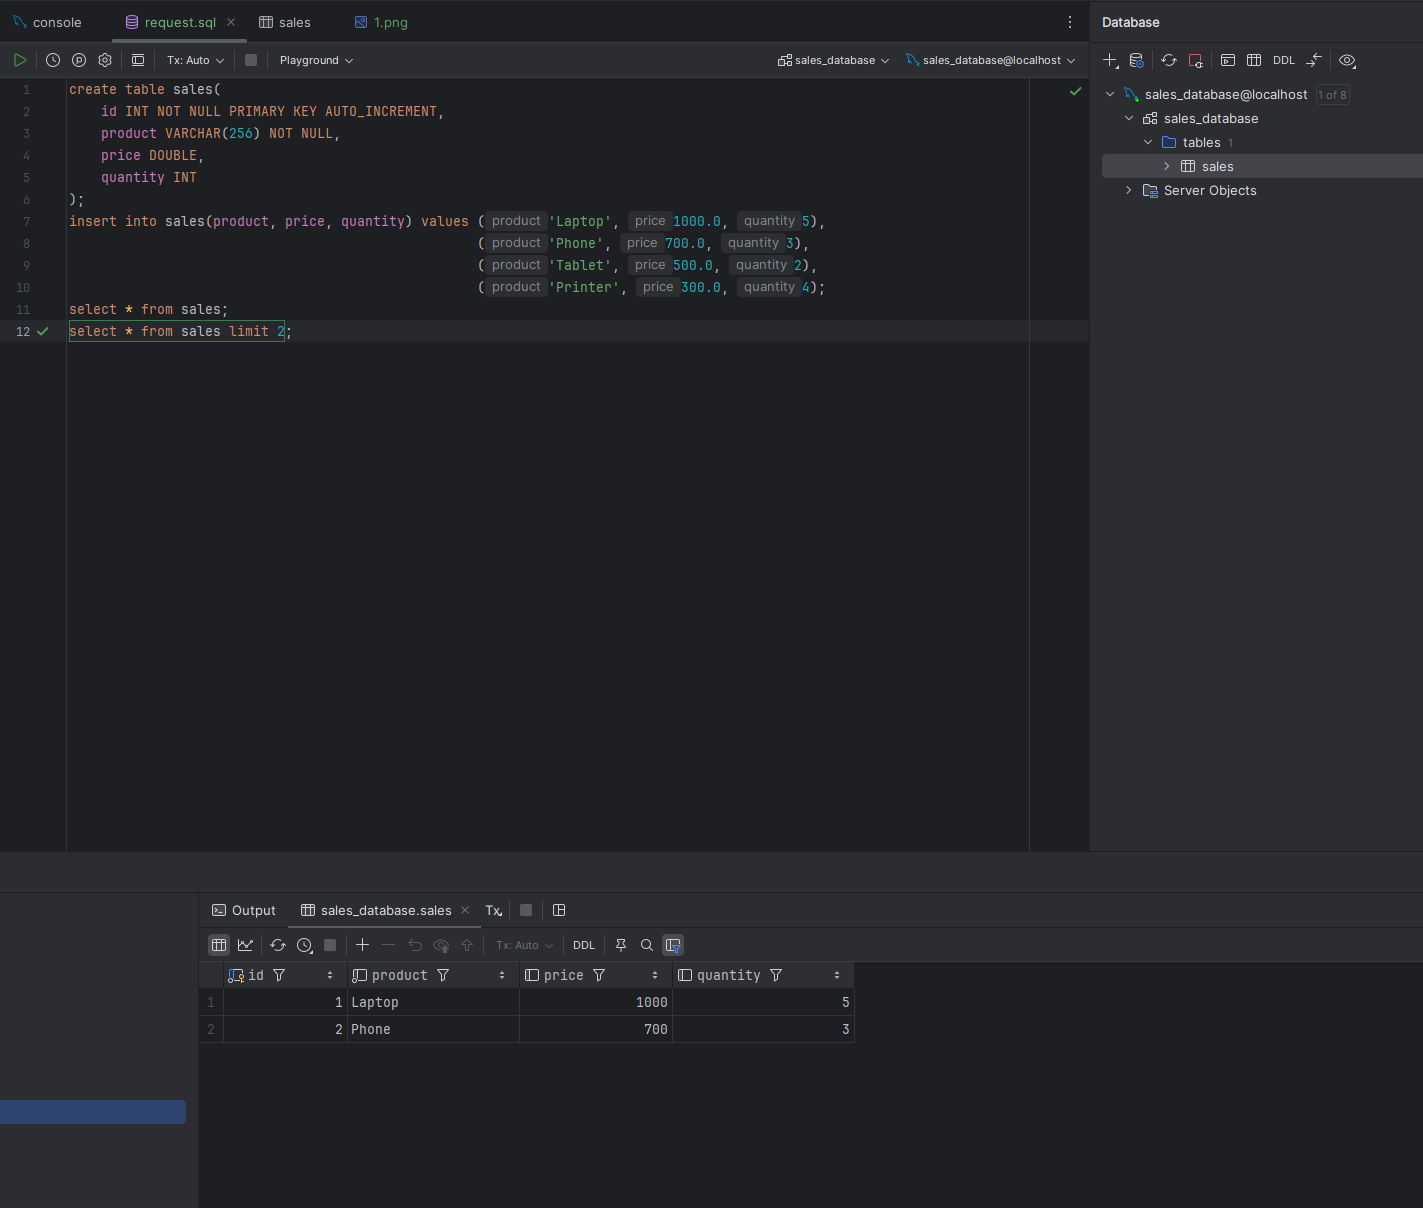 console request.sql sales 1.png Database
Tx: Auto Playground sales_database sales_database@localhost DDL
1 create table sales(
2 id INT NOT NULL PRIMARY KEY AUTO_INCREMENT,
3 product VARCHAR(256) NOT NULL,
4 price DOUBLE,
5 quantity INT
6 );
7 insert into sales(product, price, quantity) values ( product 'Laptop', price 1000.0, quantity 5),
8 ( product 'Phone', price 700.0, quantity 3),
9 ( product 'Tablet', price 500.0, quantity 2),
10 ( product 'Printer', price 300.0, quantity 4);
11 select * from sales;
12 select * from sales limit 2;
sales_database@localhost 1 of 8
sales_database
tables 1
sales
Server Objects
Output sales_database.sales Tx
Tx: Auto DDL
id product price quantity
1 1 Laptop 1000 5
2 2 Phone 700 3